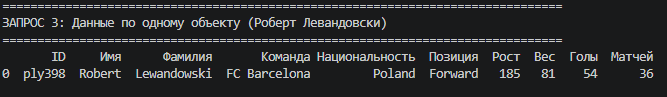 ======================================================================
ЗАПРОС 3: Данные по одному объекту (Роберт Левандовски)
======================================================================
ID Имя Фамилия Команда Национальность Позиция Рост Вес Голы Матчей
0 ply398 Robert Lewandowski FC Barcelona Poland Forward 185 81 54 36